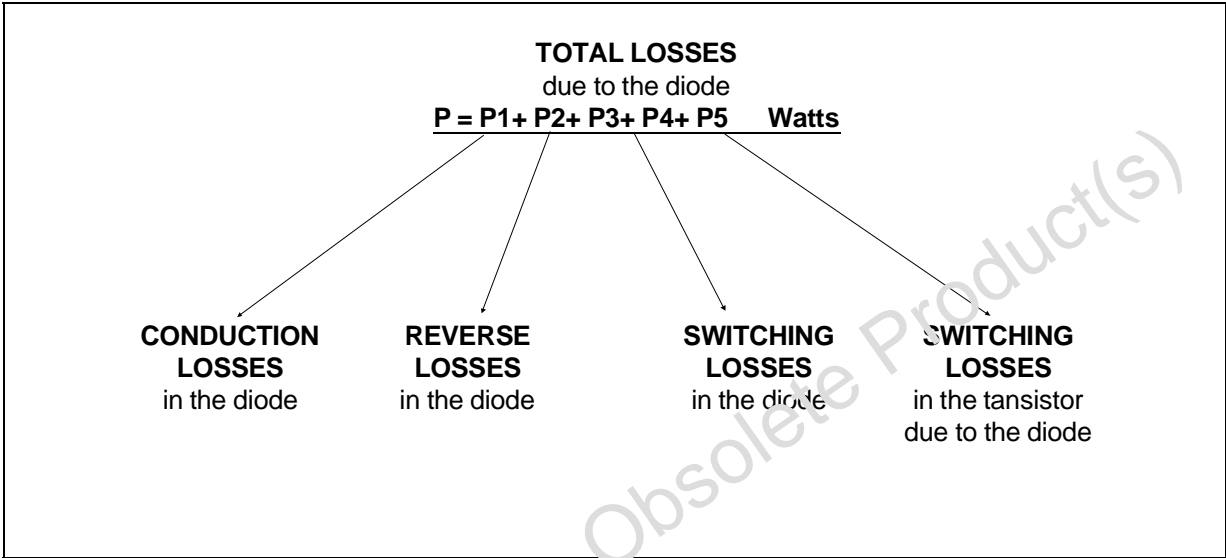 TOTAL LOSSES
due to the diode
P = P1+ P2+ P3+ P4+ P5 Watts
CONDUCTION
LOSSES
in the diode
REVERSE
LOSSES
in the diode
SWITCHING
LOSSES
in the diode
SWITCHING
LOSSES
in the tansistor
due to the diode
Obsolete Product(s)